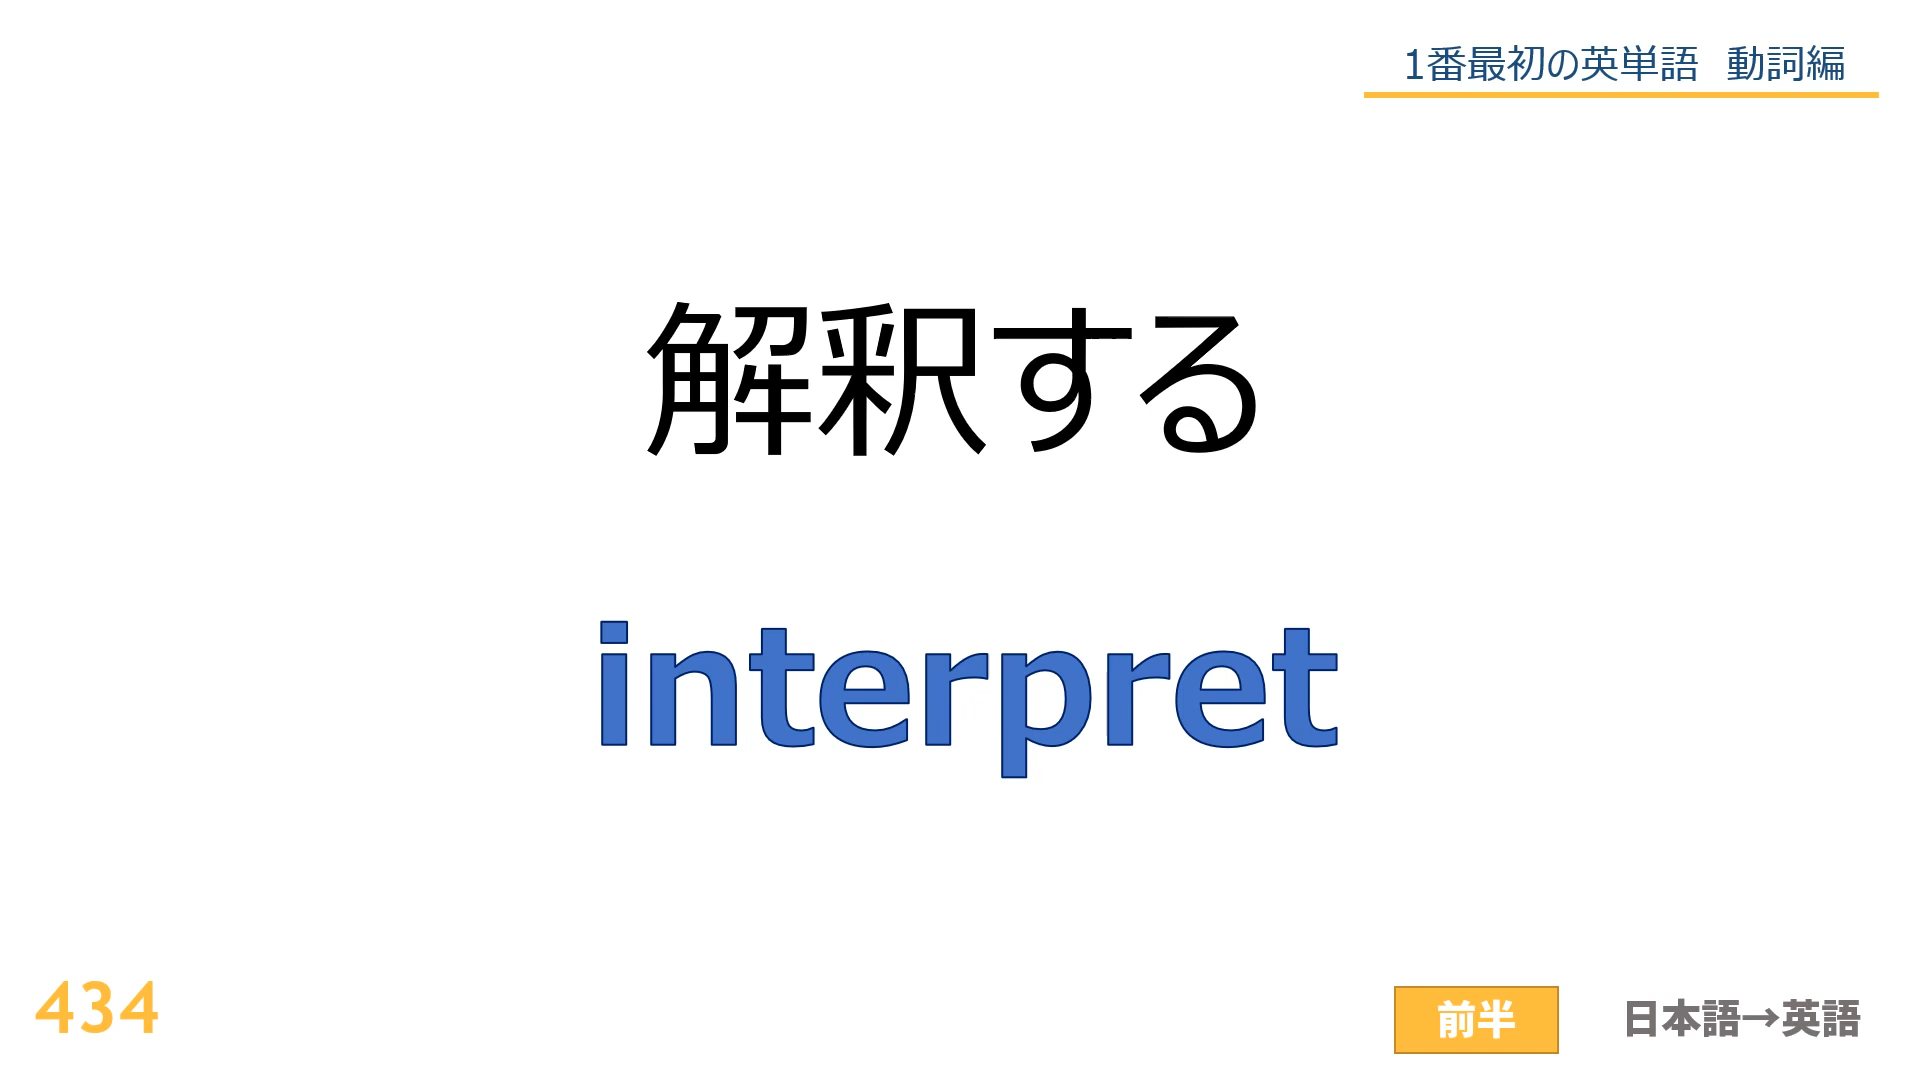 1番最初の英単語　動詞編
解釈する
interpret
434
前半
日本語→英語